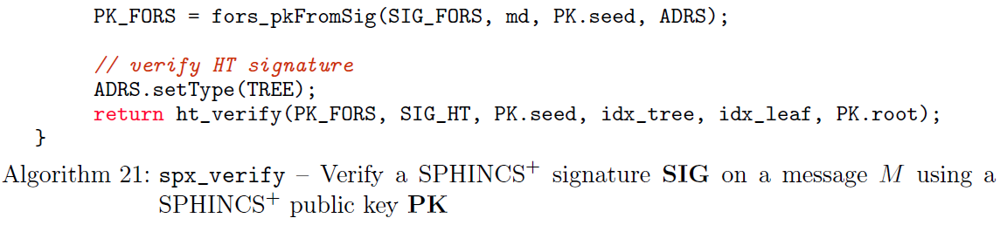 PK_FORS = fors_pkFromSig(SIG_FORS, md, PK.seed, ADRS);
// verify HT signature
ADRS.setType(TREE);
return ht_verify(PK_FORS, SIG_HT, PK.seed, idx_tree, idx_leaf, PK.root);
}
Algorithm 21: spx_verify – Verify a SPHINCS⁺ signature SIG on a message M using a
SPHINCS⁺ public key PK